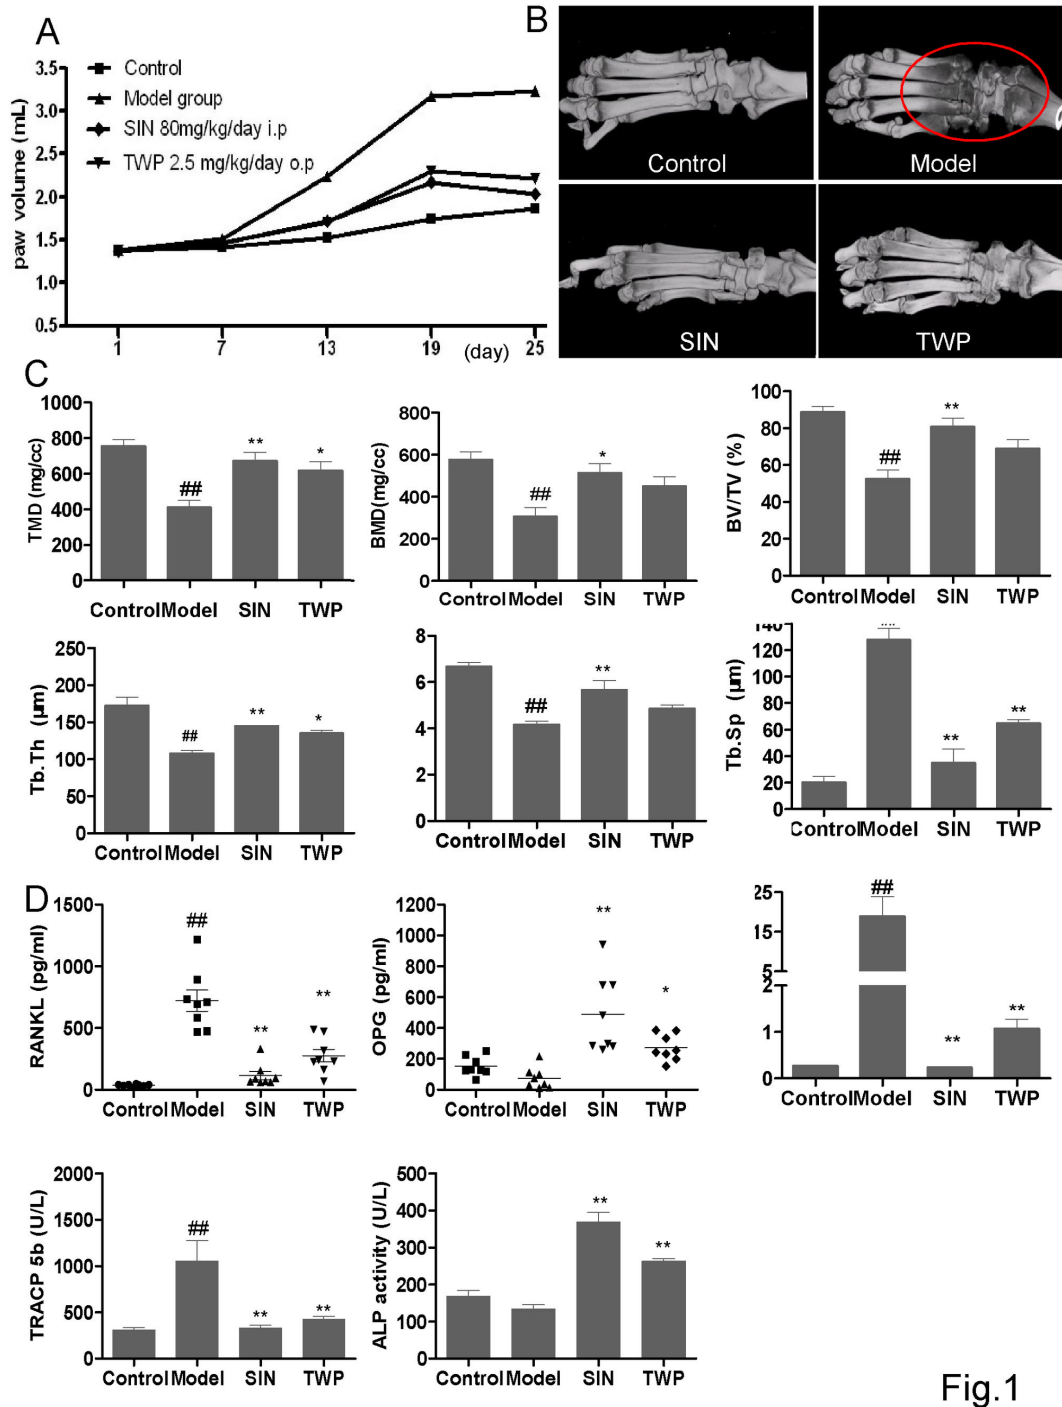 A
Control
Model group
SIN 80mg/kg/day i.p
TWP 2.5 mg/kg/day o.p
paw volume (mL)
3.5
3.0
2.5
2.0
1.5
1.0
0.5
1 7 13 19 (day) 25
B
Control Model
SIN TWP
C
TMD (mg/cc)
1000
800
600
400
200
0
##
**
*
Control Model SIN TWP
BMD(mg/cc)
800
600
400
200
0
##
*
Control Model SIN TWP
BV/TV (%)
100
80
60
40
20
0
##
**
Control Model SIN TWP
Tb.Th (μm)
250
200
150
100
50
0
##
**
*
Control Model SIN TWP
8
6
4
2
0
##
**
Control Model SIN TWP
Tb.Sp (μm)
140
120
100
80
60
40
20
0
**
**
Control Model SIN TWP
D
RANKL (pg/ml)
1500
1000
500
0
##
**
**
Control Model SIN TWP
OPG (pg/ml)
1200
1000
800
600
400
200
0
**
*
Control Model SIN TWP
25
15
5
2
1
0
##
**
**
Control Model SIN TWP
TRACP 5b (U/L)
2000
1500
1000
500
0
##
**
**
Control Model SIN TWP
ALP activity (U/L)
500
400
300
200
100
0
**
**
Control Model SIN TWP
Fig.1